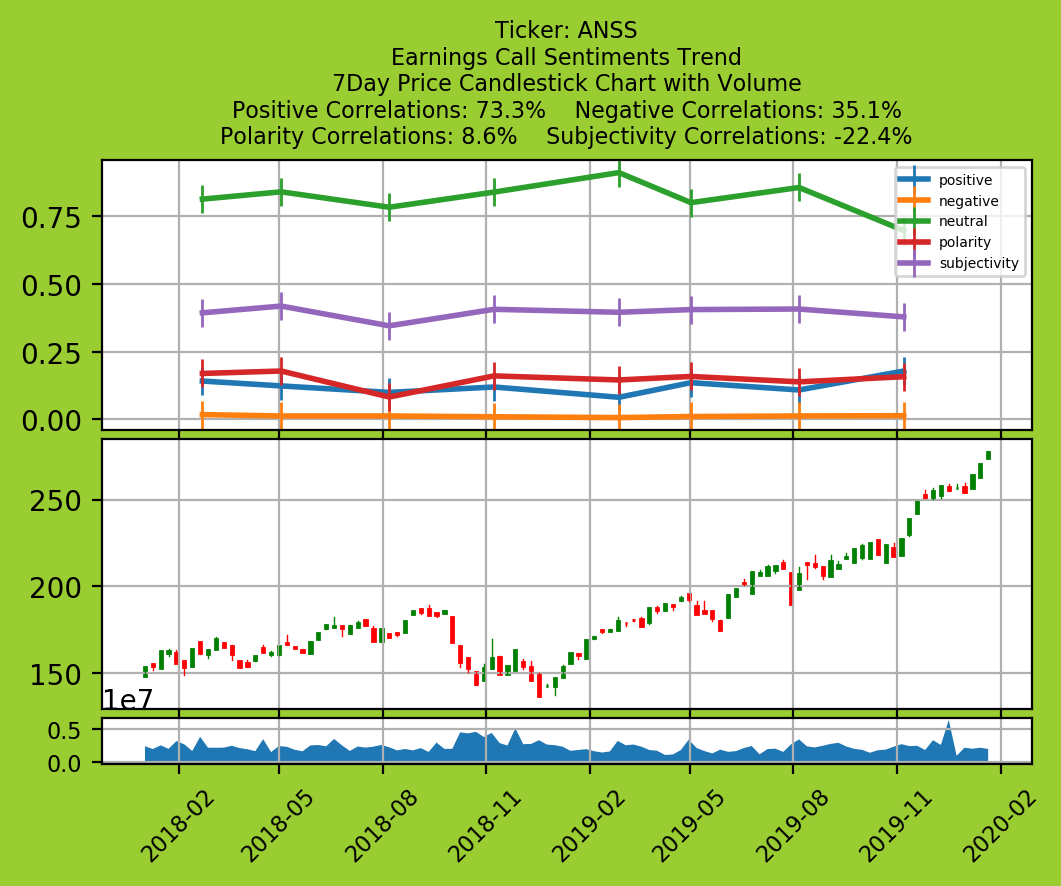 Ticker: ANSS
Earnings Call Sentiments Trend
7Day Price Candlestick Chart with Volume
Positive Correlations: 73.3%    Negative Correlations: 35.1%
Polarity Correlations: 8.6%    Subjectivity Correlations: -22.4%
positive
negative
neutral
polarity
subjectivity
0.75
0.50
0.25
0.00
250
200
150
1e7
0.5
0.0
2018-02
2018-05
2018-08
2018-11
2019-02
2019-05
2019-08
2019-11
2020-02